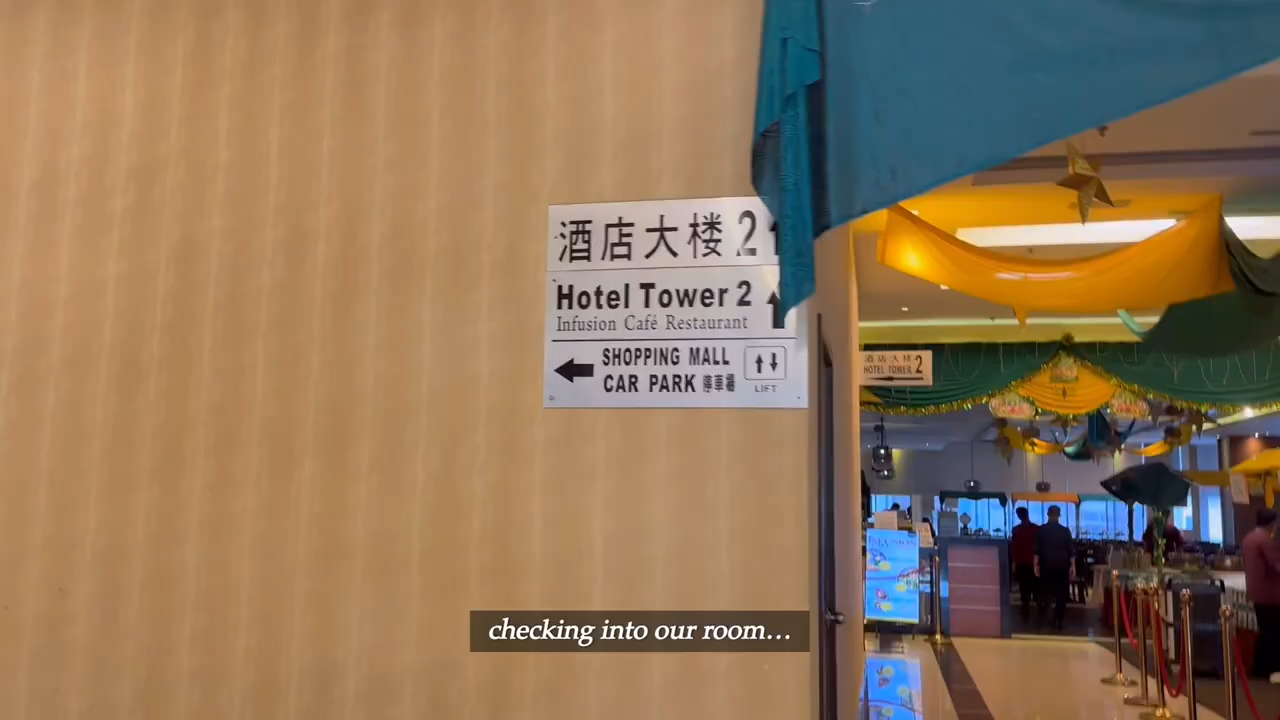 酒店大楼2
Hotel Tower 2
Infusion Café Restaurant
SHOPPING MALL
CAR PARK 停車場
LIFT
酒店大楼
HOTEL TOWER 2
checking into our room...